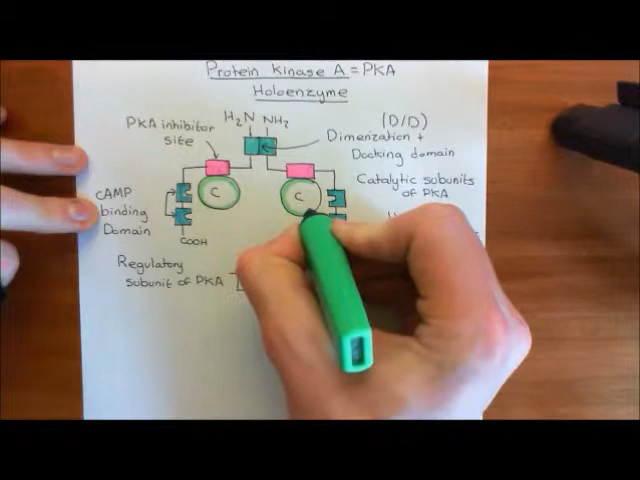 Protein Kinase A = PKA
Holoenzyme
H₂N NH₂
(D/D)
PKA inhibitor
site
Dimerization +
Docking domain
C
C
Catalytic subunits
of PKA
CAMP
binding
Domain
COOH
Regulatory
subunit of PKA